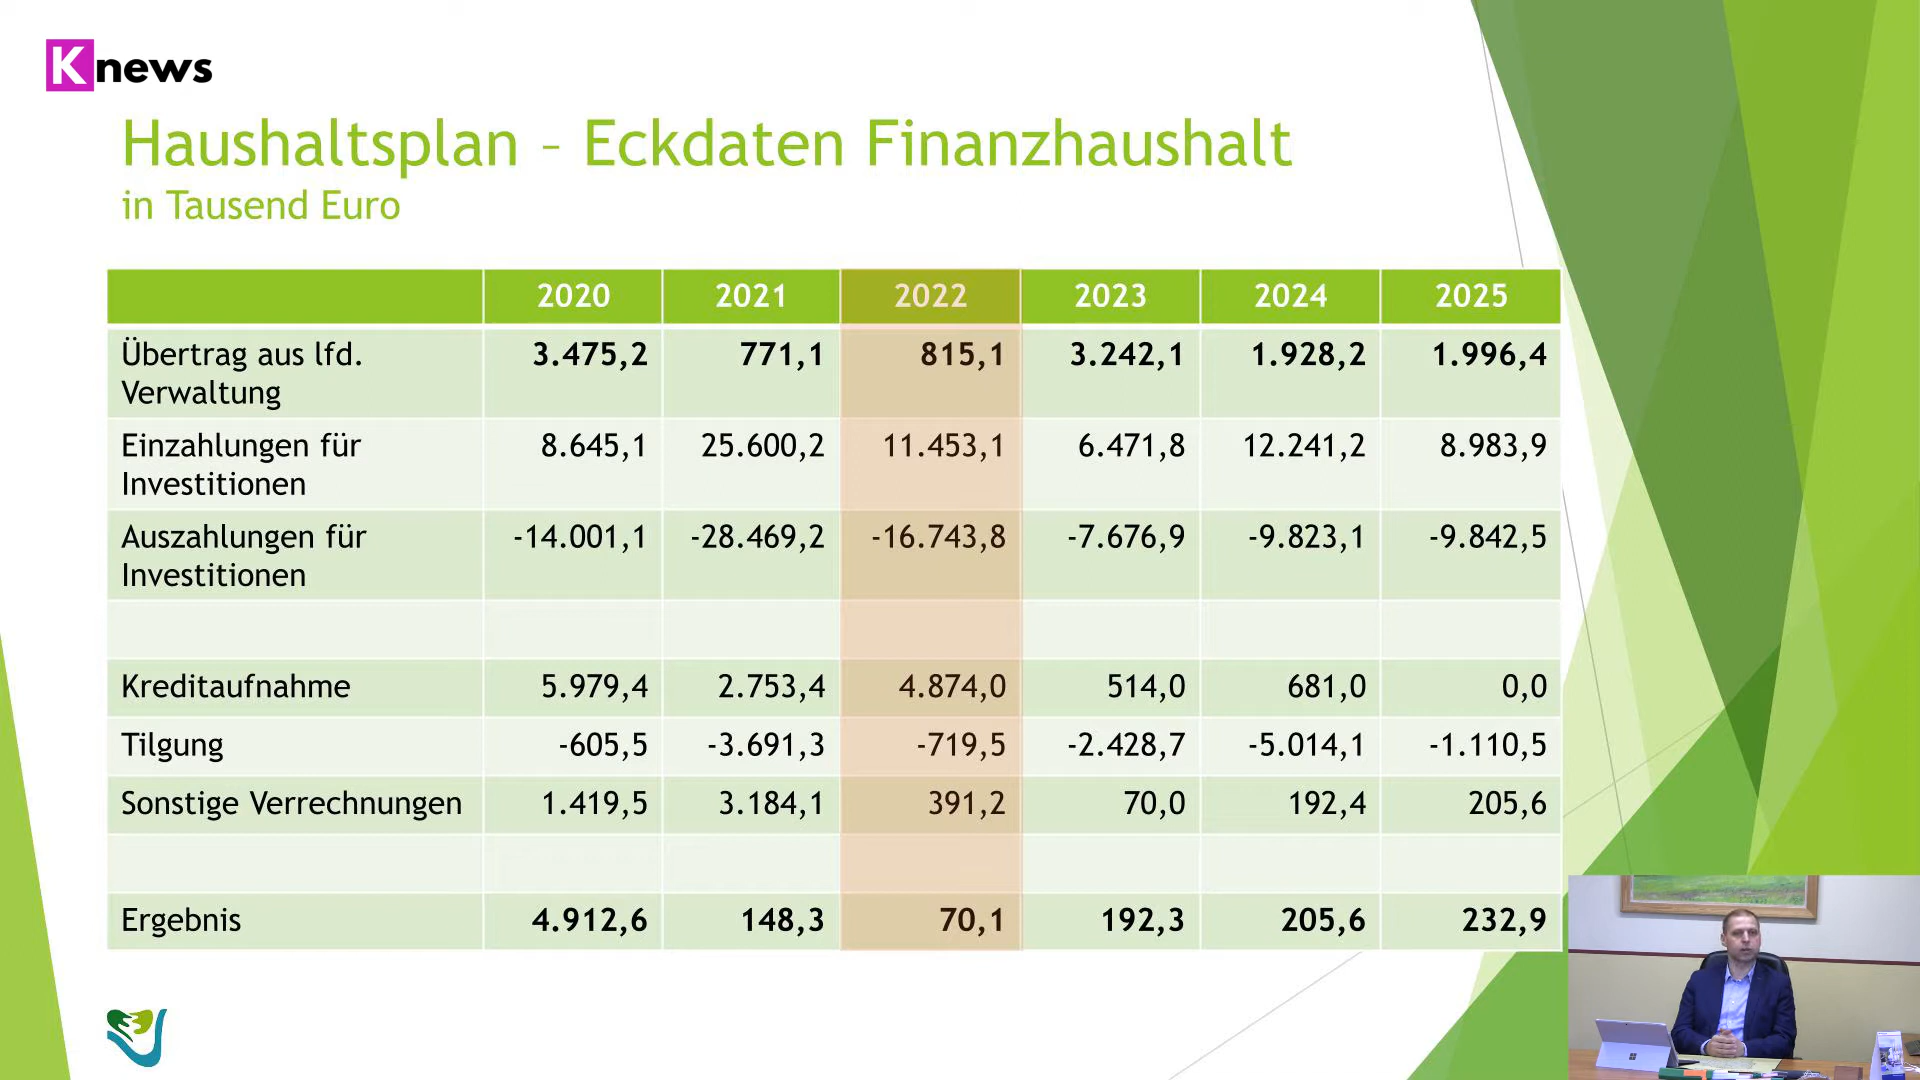 K news
Haushaltsplan – Eckdaten Finanzhaushalt
in Tausend Euro
2020 2021 2022 2023 2024 2025
Übertrag aus lfd. Verwaltung 3.475,2 771,1 815,1 3.242,1 1.928,2 1.996,4
Einzahlungen für Investitionen 8.645,1 25.600,2 11.453,1 6.471,8 12.241,2 8.983,9
Auszahlungen für Investitionen -14.001,1 -28.469,2 -16.743,8 -7.676,9 -9.823,1 -9.842,5
Kreditaufnahme 5.979,4 2.753,4 4.874,0 514,0 681,0 0,0
Tilgung -605,5 -3.691,3 -719,5 -2.428,7 -5.014,1 -1.110,5
Sonstige Verrechnungen 1.419,5 3.184,1 391,2 70,0 192,4 205,6
Ergebnis 4.912,6 148,3 70,1 192,3 205,6 232,9